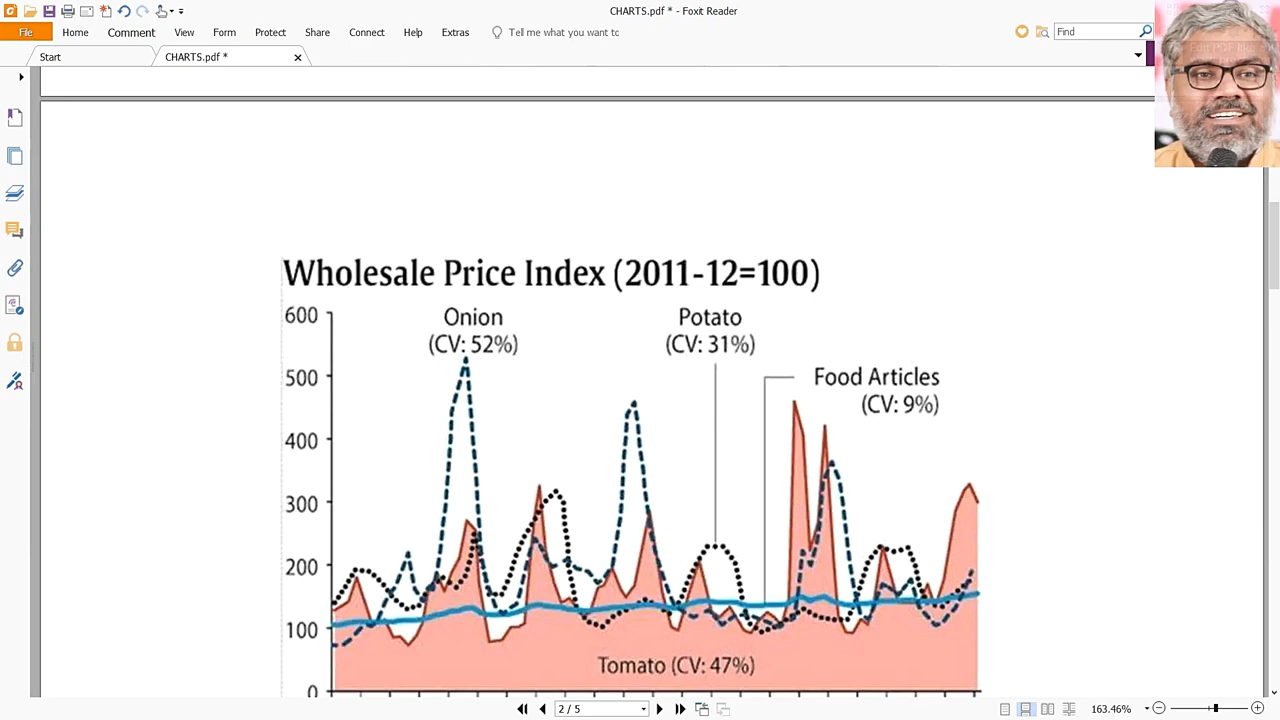 CHARTS.pdf * - Foxit Reader
File Home Comment View Form Protect Share Connect Help Extras Tell me what you want tc Find
Start CHARTS.pdf *
Wholesale Price Index (2011-12=100)
600
500
400
300
200
100
0
Onion
(CV: 52%)
Potato
(CV: 31%)
Food Articles
(CV: 9%)
Tomato (CV: 47%)
2 / 5
163.46%